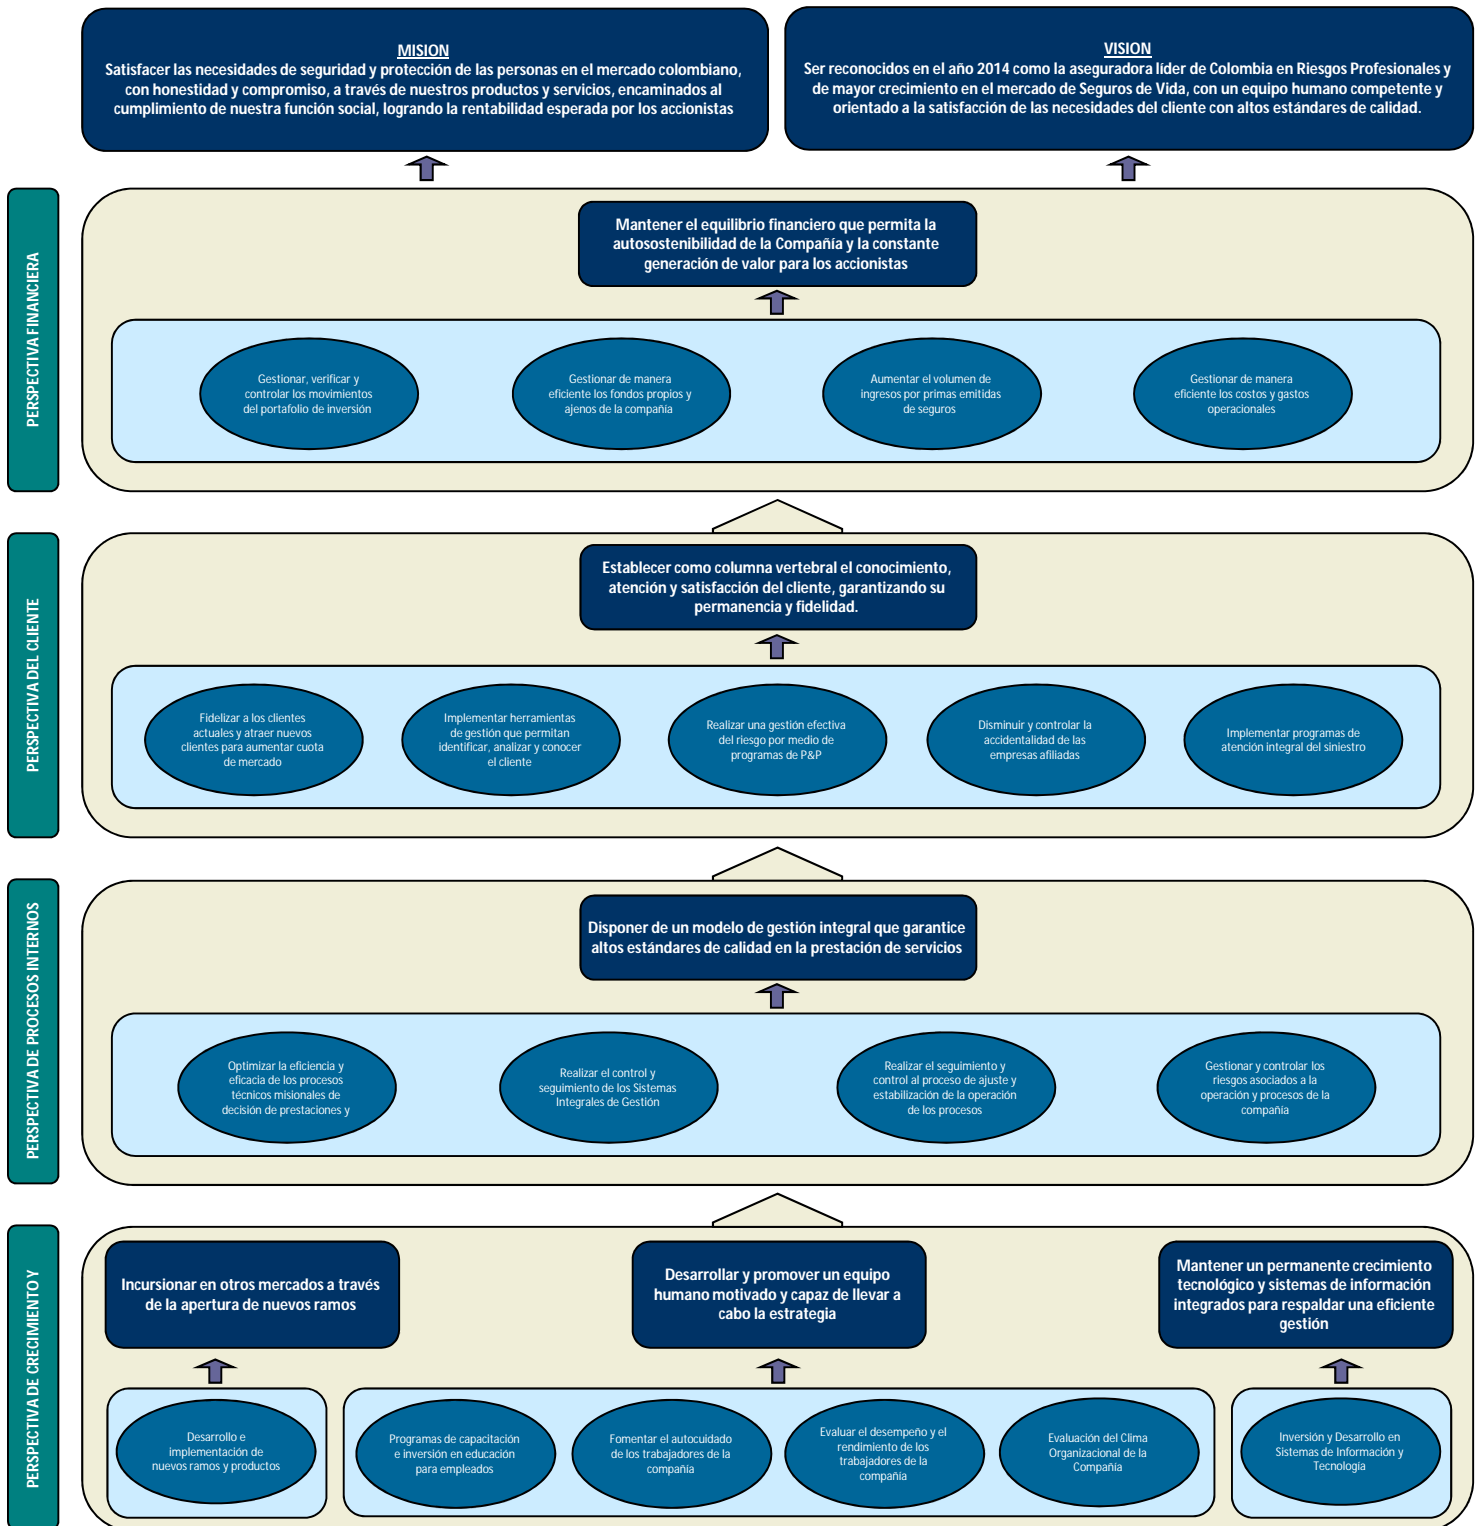 MISION
Satisfacer las necesidades de seguridad y protección de las personas en el mercado colombiano,
con honestidad y compromiso, a través de nuestros productos y servicios, encaminados al
cumplimiento de nuestra función social, logrando la rentabilidad esperada por los accionistas
VISION
Ser reconocidos en el año 2014 como la aseguradora líder de Colombia en Riesgos Profesionales y
de mayor crecimiento en el mercado de Seguros de Vida, con un equipo humano competente y
orientado a la satisfacción de las necesidades del cliente con altos estándares de calidad.
PERSPECTIVA FINANCIERA
Mantener el equilibrio financiero que permita la
autosostenibilidad de la Compañía y la constante
generación de valor para los accionistas
Gestionar, verificar y
controlar los movimientos
del portafolio de inversión
Gestionar de manera
eficiente los fondos propios y
ajenos de la compañía
Aumentar el volumen de
ingresos por primas emitidas
de seguros
Gestionar de manera
eficiente los costos y gastos
operacionales
PERSPECTIVA DEL CLIENTE
Establecer como columna vertebral el conocimiento,
atención y satisfacción del cliente, garantizando su
permanencia y fidelidad.
Fidelizar a los clientes
actuales y atraer nuevos
clientes para aumentar cuota
de mercado
Implementar herramientas
de gestión que permitan
identificar, analizar y conocer
el cliente
Realizar una gestión efectiva
del riesgo por medio de
programas de P&P
Disminuir y controlar la
accidentalidad de las
empresas afiliadas
Implementar programas de
atención integral del siniestro
PERSPECTIVA DE PROCESOS INTERNOS
Disponer de un modelo de gestión integral que garantice
altos estándares de calidad en la prestación de servicios
Optimizar la eficiencia y
eficacia de los procesos
técnicos misionales de
decisión de prestaciones y
Realizar el control y
seguimiento de los Sistemas
Integrales de Gestión
Realizar el seguimiento y
control al proceso de ajuste y
estabilización de la operación
de los procesos
Gestionar y controlar los
riesgos asociados a la
operación y procesos de la
compañía
PERSPECTIVA DE CRECIMIENTO Y
Incursionar en otros mercados a través
de la apertura de nuevos ramos
Desarrollar y promover un equipo
humano motivado y capaz de llevar a
cabo la estrategia
Mantener un permanente crecimiento
tecnológico y sistemas de información
integrados para respaldar una eficiente
gestión
Desarrollo e
implementación de
nuevos ramos y productos
Programas de capacitación
e inversión en educación
para empleados
Fomentar el autocuidado
de los trabajadores de la
compañía
Evaluar el desempeño y el
rendimiento de los
trabajadores de la
compañía
Evaluación del Clima
Organizacional de la
Compañía
Inversión y Desarrollo en
Sistemas de Información y
Tecnología